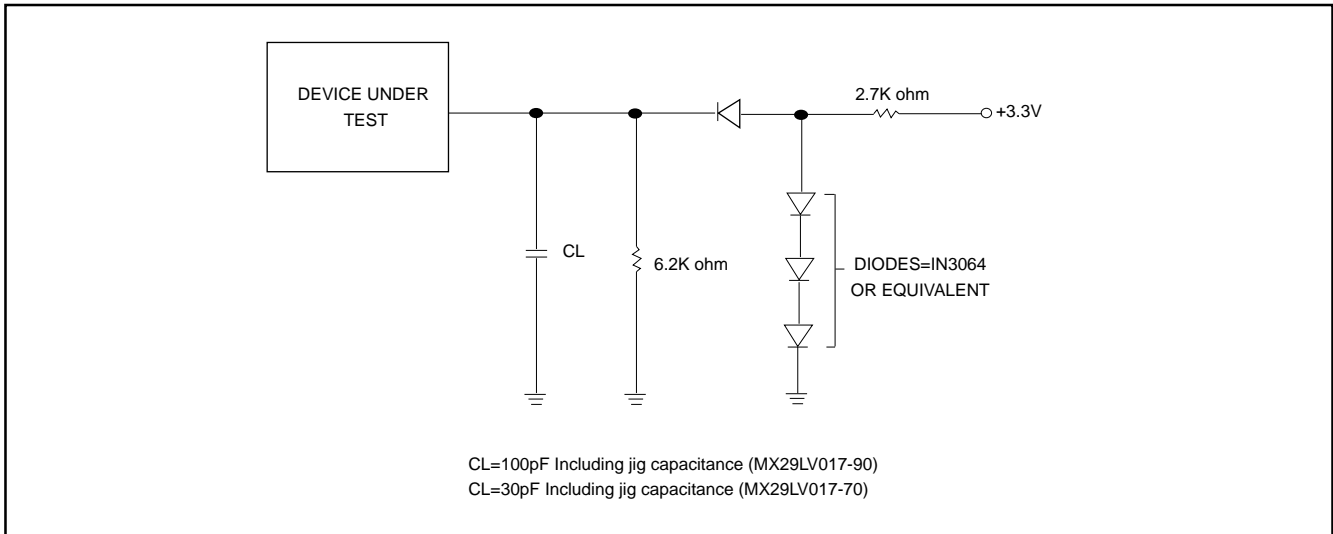 DEVICE UNDER
TEST
2.7K ohm
+3.3V
CL
6.2K ohm
DIODES=IN3064
OR EQUIVALENT
CL=100pF Including jig capacitance (MX29LV017-90)
CL=30pF Including jig capacitance (MX29LV017-70)